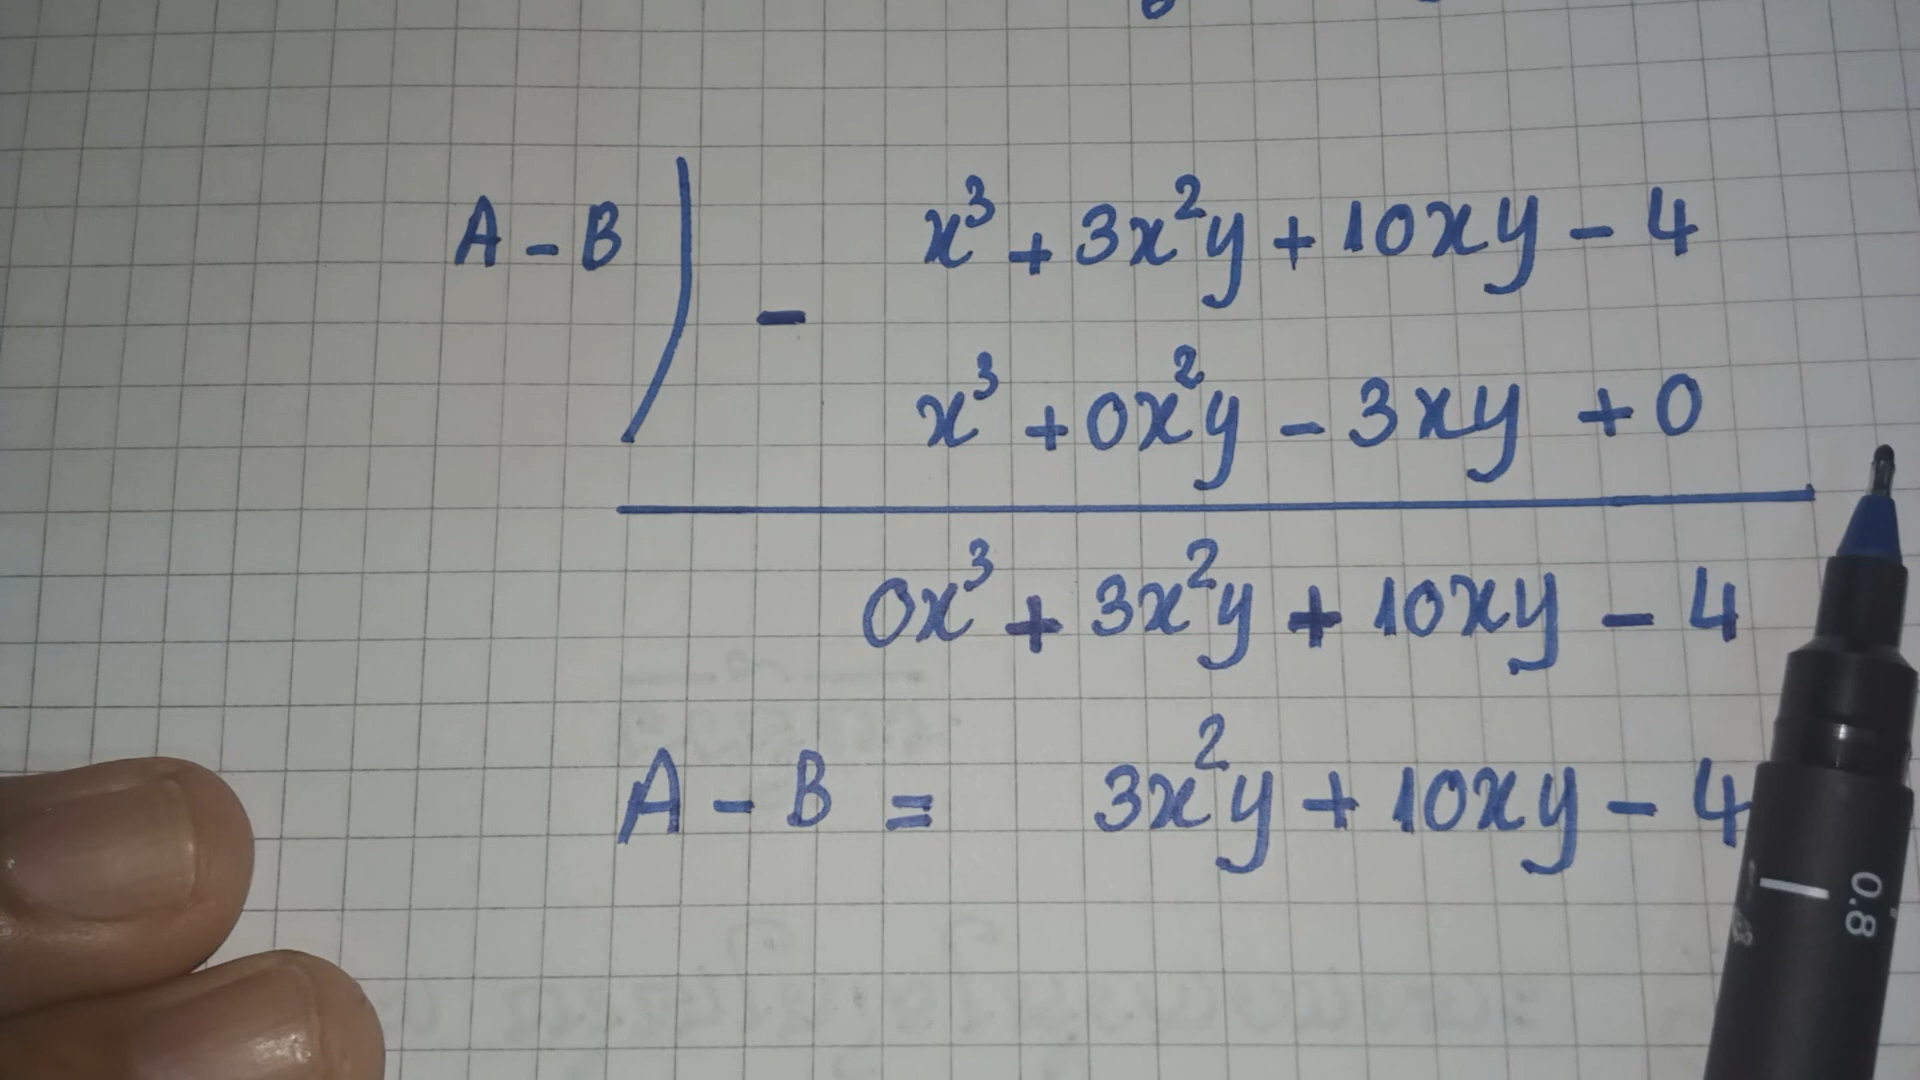 A - B) - x³ + 3x²y + 10xy - 4
x³ + 0x²y - 3xy + 0
0x³ + 3x²y + 10xy - 4
A - B = 3x²y + 10xy - 4
0.8